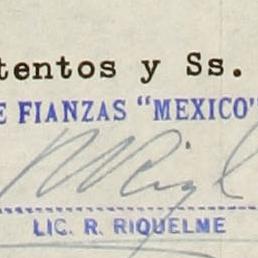 tentos y Ss.
E FIANZAS "MEXICO"
LIC. R. RIQUELME